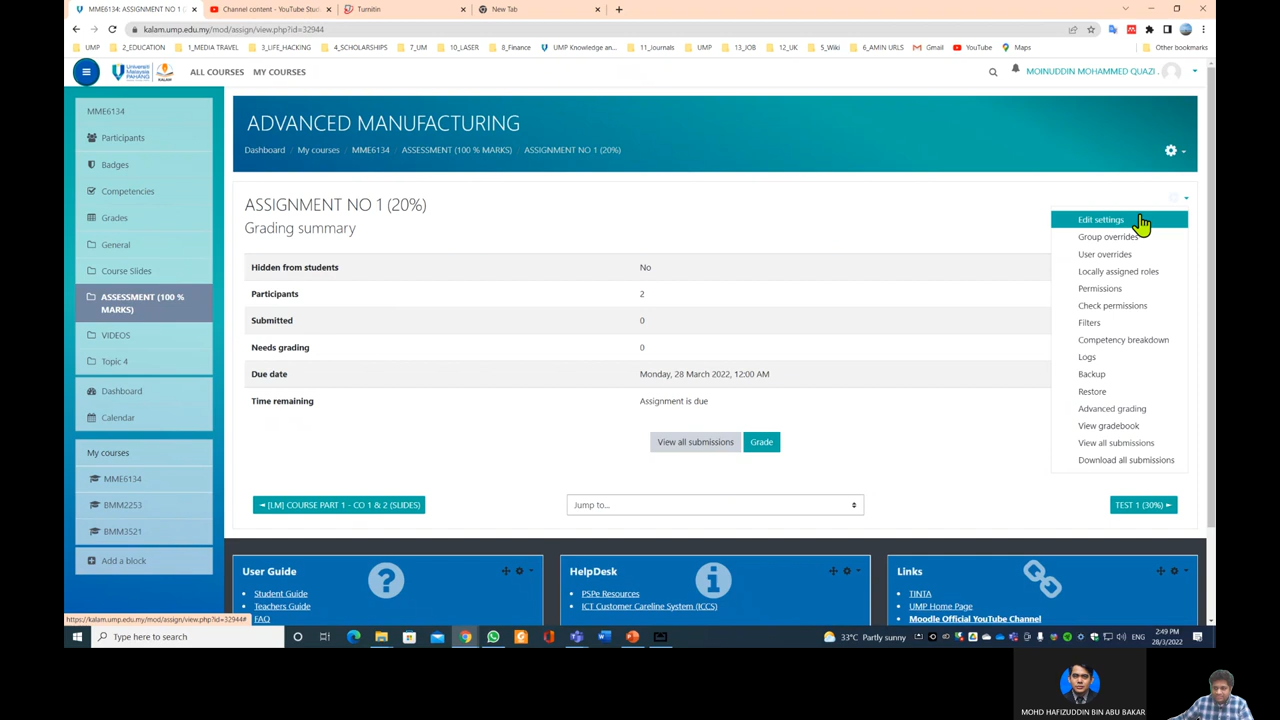 MME6134: ASSIGNMENT NO 1 (
Channel content - YouTube Stud
Turnitin
New Tab
kalam.ump.edu.my/mod/assign/view.php?id=32944
UMP
2_EDUCATION
1_MEDIA TRAVEL
3_LIFE_HACKING
4_SCHOLARSHIPS
7_UM
10_LASER
8_Finance
UMP Knowledge an...
11_Journals
UMP
13_JOB
12_UK
5_Wiki
6_AMIN URLS
Gmail
YouTube
Maps
Other bookmarks
Universiti Malaysia PAHANG
KALAM
ALL COURSES
MY COURSES
MOINUDDIN MOHAMMED QUAZI .
MME6134
Participants
Badges
Competencies
Grades
General
Course Slides
ASSESSMENT (100 %
MARKS)
VIDEOS
Topic 4
Dashboard
Calendar
My courses
MME6134
BMM2253
BMM3521
Add a block
ADVANCED MANUFACTURING
Dashboard / My courses / MME6134 / ASSESSMENT (100 % MARKS) / ASSIGNMENT NO 1 (20%)
ASSIGNMENT NO 1 (20%)
Grading summary
Hidden from students No
Participants 2
Submitted 0
Needs grading 0
Due date Monday, 28 March 2022, 12:00 AM
Time remaining Assignment is due
View all submissions
Grade
Edit settings
Group overrides
User overrides
Locally assigned roles
Permissions
Check permissions
Filters
Competency breakdown
Logs
Backup
Restore
Advanced grading
View gradebook
View all submissions
Download all submissions
◄ [LM] COURSE PART 1 - CO 1 & 2 (SLIDES)
Jump to...
TEST 1 (30%) ►
User Guide
Student Guide
Teachers Guide
FAQ
HelpDesk
PSPe Resources
ICT Customer Careline System (ICCS)
Links
TINTA
UMP Home Page
Moodle Official YouTube Channel
https://kalam.ump.edu.my/mod/assign/view.php?id=32944#
Type here to search
33°C Partly sunny
ENG
2:49 PM
28/3/2022
MOHD HAFIZUDDIN BIN ABU BAKAR